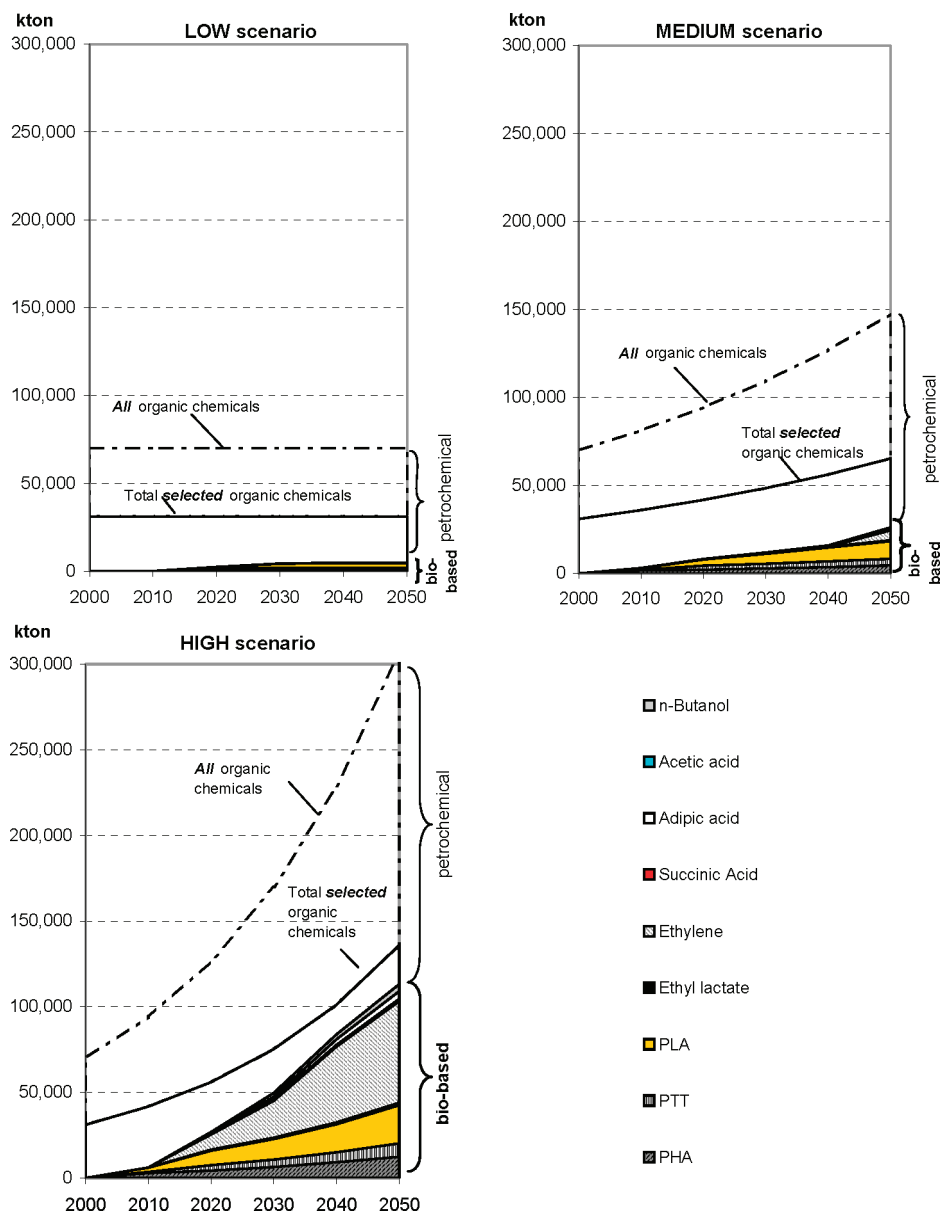 kton
LOW scenario
300,000
250,000
200,000
150,000
100,000
50,000
0
All organic chemicals
Total selected organic chemicals
petrochemical
bio-
based
2000 2010 2020 2030 2040 2050
kton
MEDIUM scenario
300,000
250,000
200,000
150,000
100,000
50,000
0
All organic chemicals
Total selected
organic chemicals
petrochemical
bio-
based
2000 2010 2020 2030 2040 2050
kton
HIGH scenario
300,000
250,000
200,000
150,000
100,000
50,000
0
All organic
chemicals
Total selected
organic
chemicals
petrochemical
bio-based
2000 2010 2020 2030 2040 2050
n-Butanol
Acetic acid
Adipic acid
Succinic Acid
Ethylene
Ethyl lactate
PLA
PTT
PHA